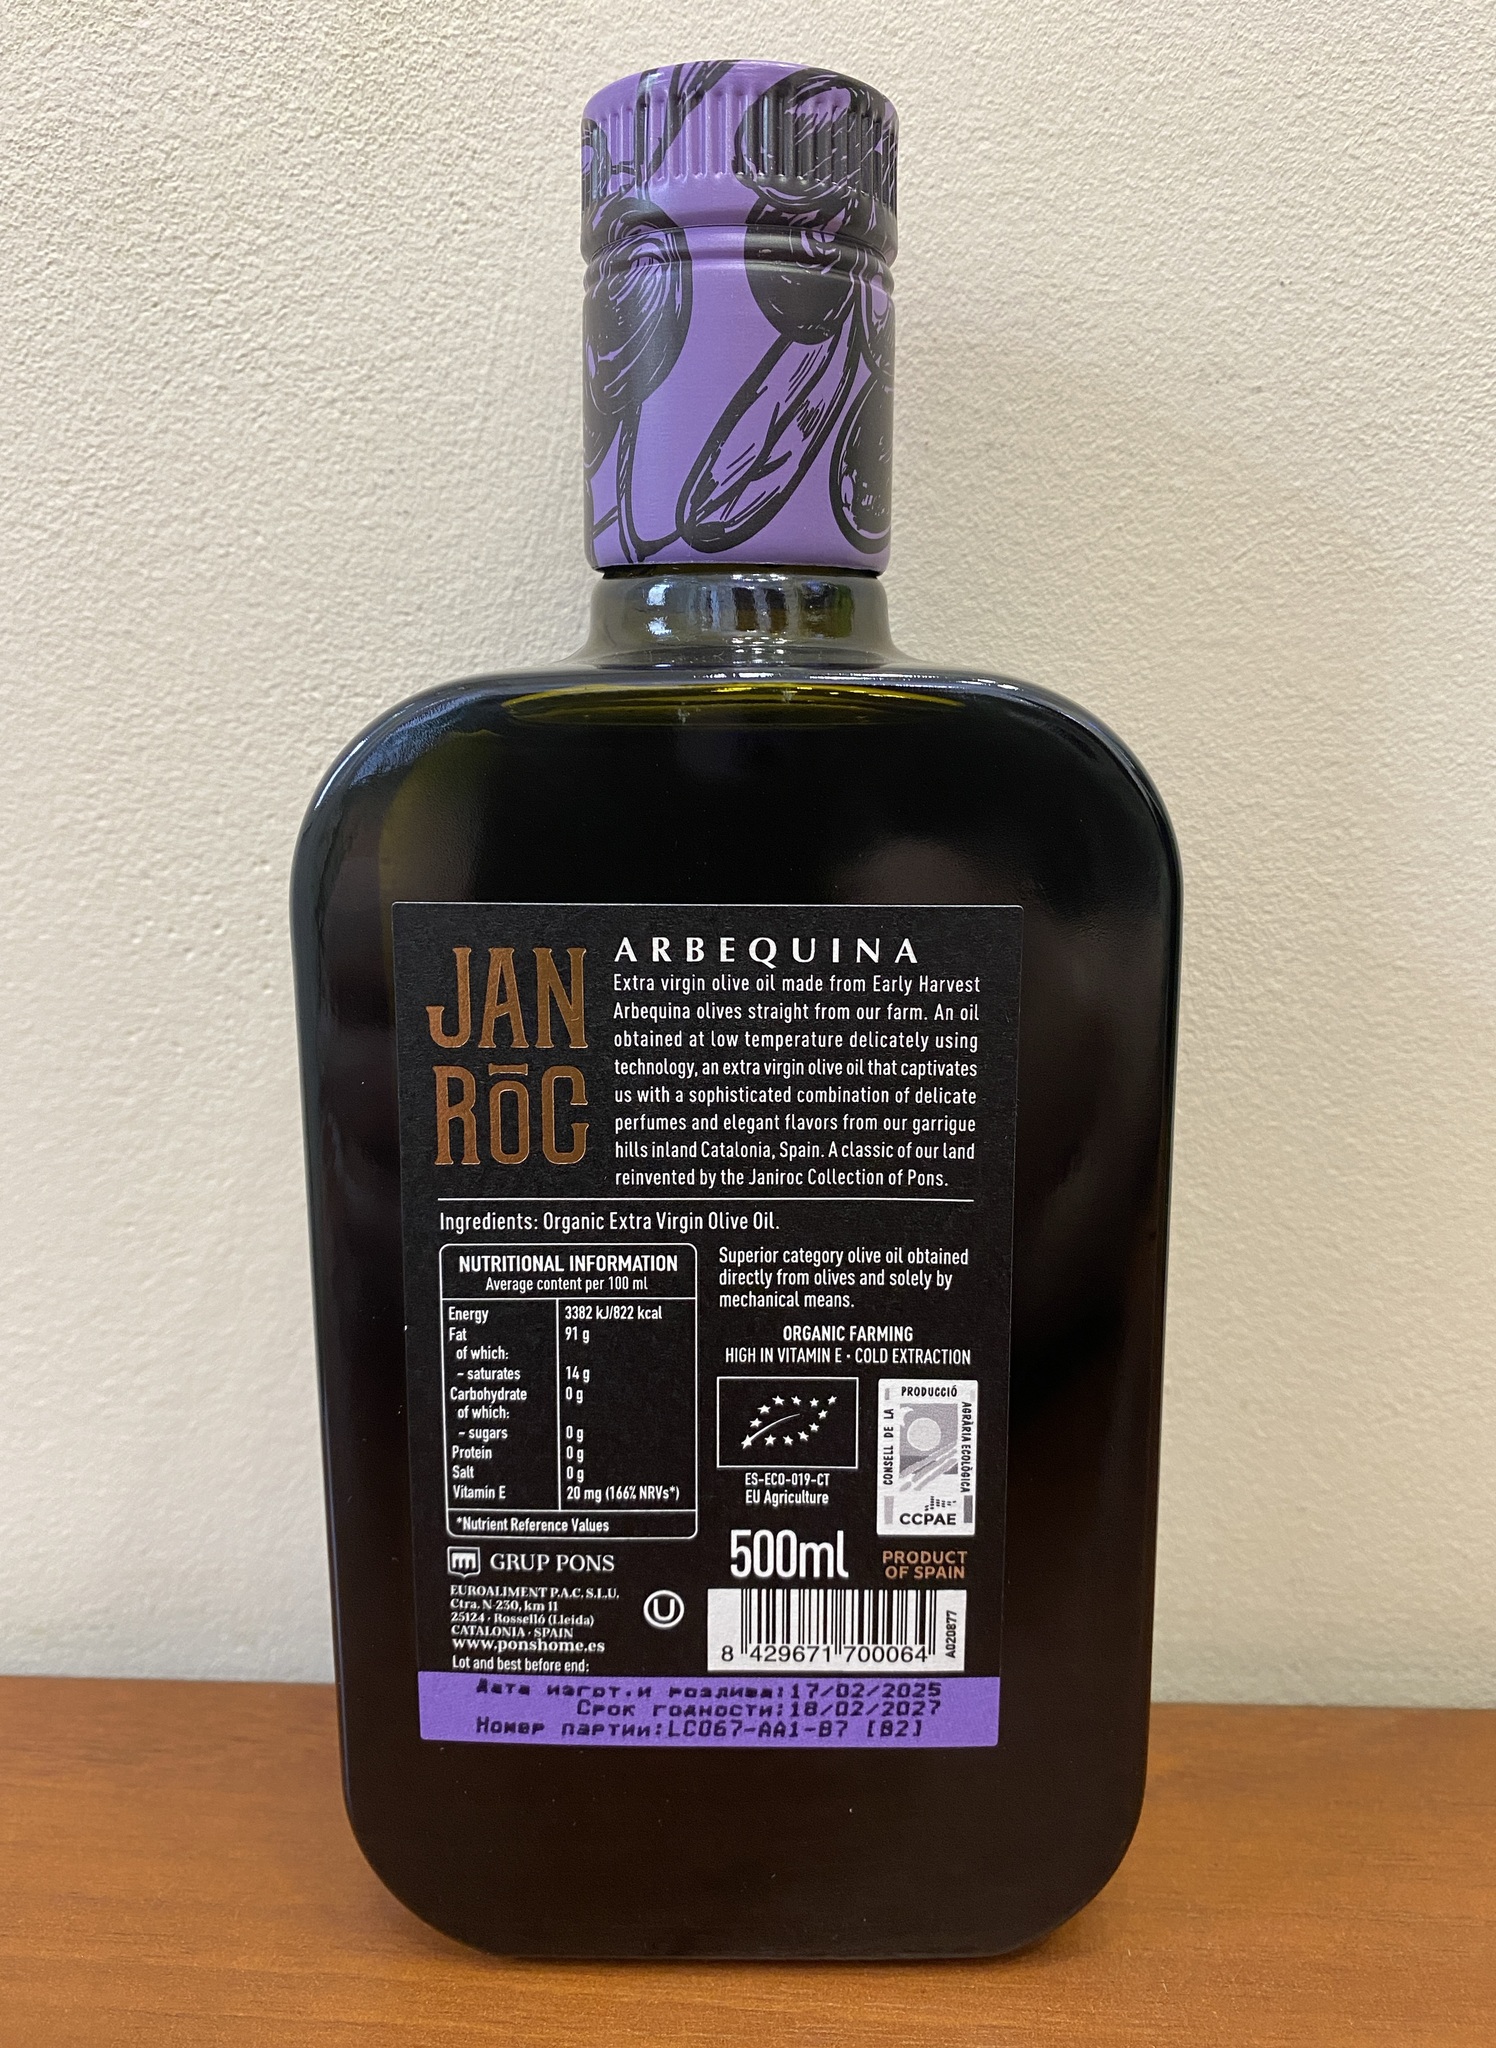 JAN
RōC
ARBEQUINA
Extra virgin olive oil made from Early Harvest
Arbequina olives straight from our farm. An oil
obtained at low temperature delicately using
technology, an extra virgin olive oil that captivates
us with a sophisticated combination of delicate
perfumes and elegant flavors from our garrigue
hills inland Catalonia, Spain. A classic of our land
reinvented by the Janiroc Collection of Pons.
Ingredients: Organic Extra Virgin Olive Oil.
NUTRITIONAL INFORMATION
Average content per 100 ml
Energy 3382 kJ/822 kcal
Fat 91 g
of which:
- saturates 14 g
Carbohydrate 0 g
of which:
- sugars 0 g
Protein 0 g
Salt 0 g
Vitamin E 20 mg (166% NRVs*)
*Nutrient Reference Values
Superior category olive oil obtained
directly from olives and solely by
mechanical means.
ORGANIC FARMING
HIGH IN VITAMIN E · COLD EXTRACTION
ES-ECO-019-CT
EU Agriculture
CONSELL DE LA
PRODUCCIÓ
AGRÀRIA ECOLÒGICA
CCPAE
500ml
PRODUCT
OF SPAIN
GRUP PONS
EUROALIMENT P.A.C. S.L.U.
Ctra. N-230, km 11
25124 · Rosselló (Lleida)
CATALONIA · SPAIN
www.ponshome.es
U
8 429671 700064
A020877
Lot and best before end:
Дата изгот.и розлива:17/02/2025
Срок годности:18/02/2027
Номер партии:LC067-AA1-B7 [B2]